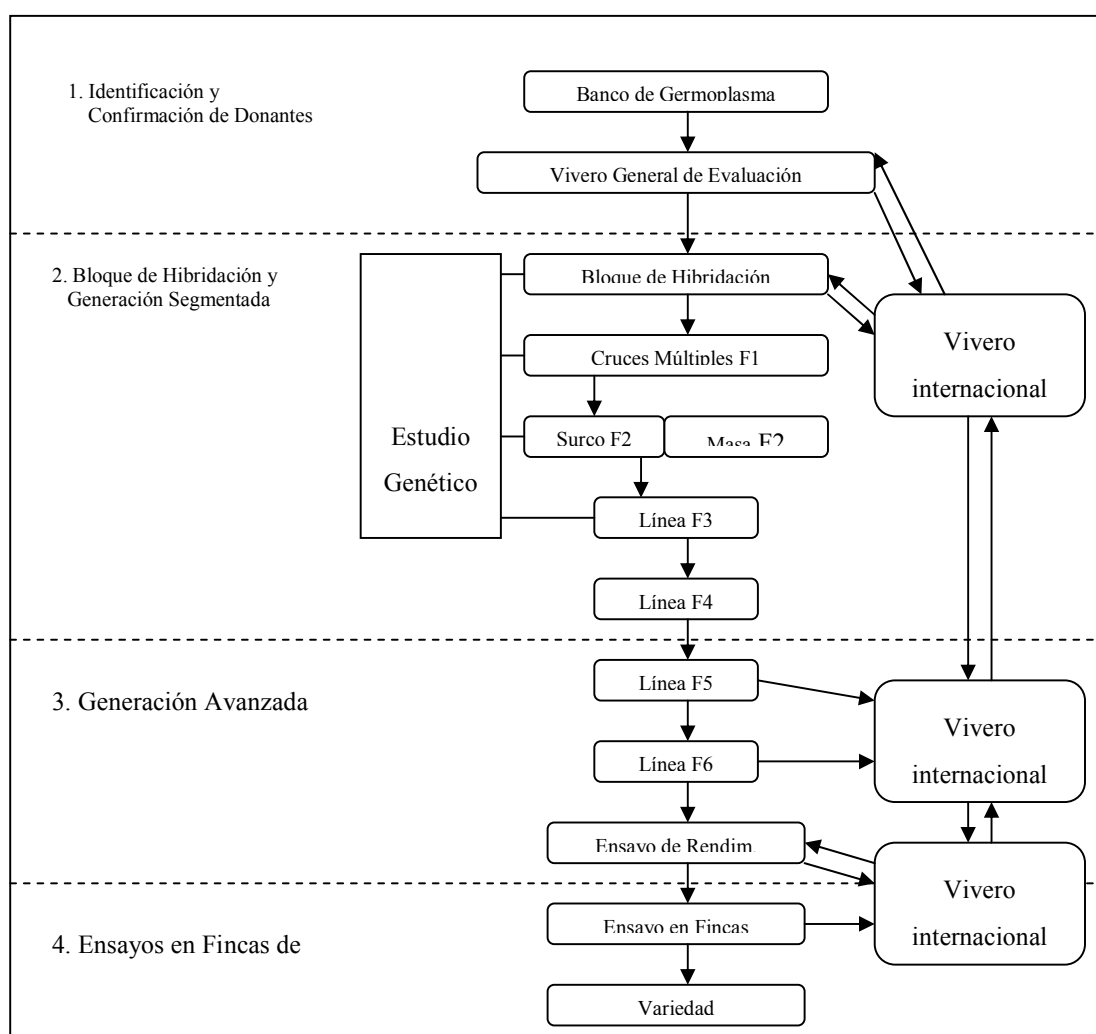 1. Identificación y
Confirmación de Donantes
Banco de Germoplasma
Vivero General de Evaluación
2. Bloque de Hibridación y
Generación Segmentada
Bloque de Hibridación
Vivero
internacional
Cruces Múltiples F1
Estudio
Genético
Surco F2
Masa F2
Línea F3
Línea F4
3. Generación Avanzada
Línea F5
Vivero
internacional
Línea F6
Ensayo de Rendim.
Vivero
internacional
4. Ensayos en Fincas de
Ensayo en Fincas
Variedad